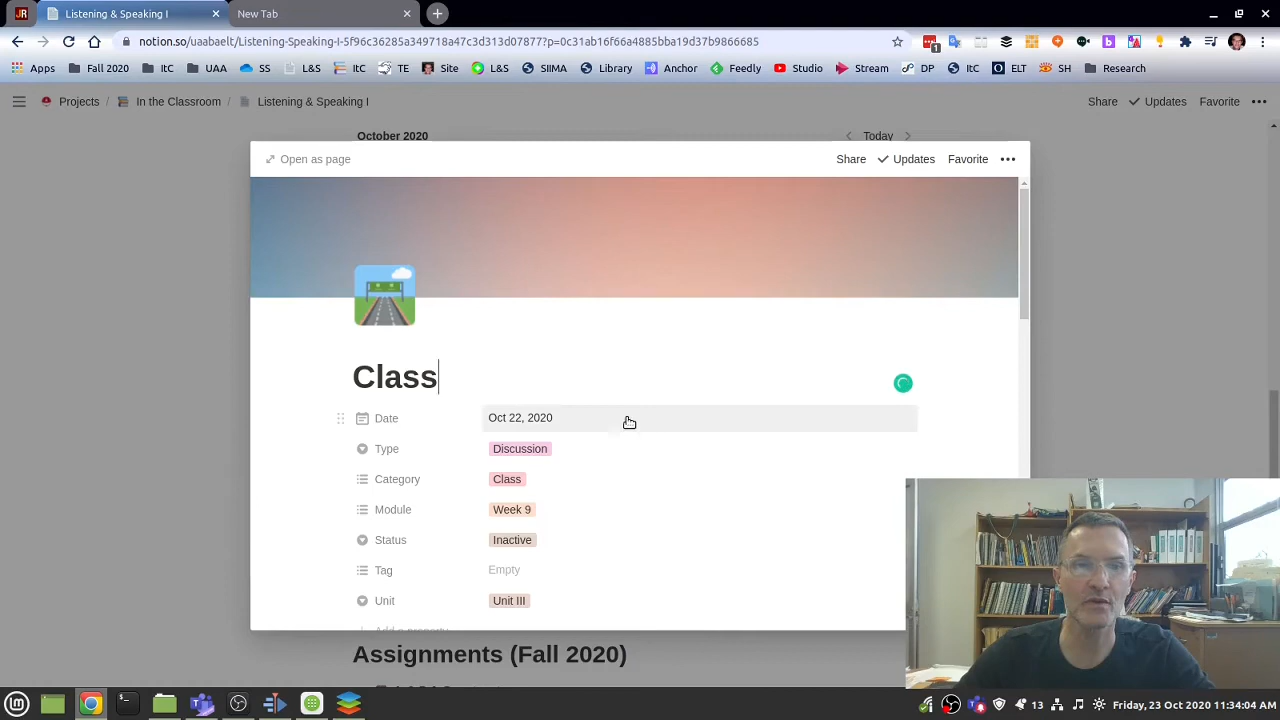 Listening & Speaking I
New Tab
notion.so/uaabaelt/Listening-Speaking-I-5f96c36285a349718a47c3d313d07877?p=0c31ab16f66a4885bba19d37b9866685
Apps Fall 2020 ItC UAA SS L&S ItC TE Site L&S SIIMA Library Anchor Feedly Studio Stream DP ItC ELT SH Research
Projects / In the Classroom / Listening & Speaking I Share Updates Favorite
October 2020 Today
Open as page Share Updates Favorite
Class
Date Oct 22, 2020
Type Discussion
Category Class
Module Week 9
Status Inactive
Tag Empty
Unit Unit III
Add a property
Assignments (Fall 2020)
13 Friday, 23 Oct 2020 11:34:04 AM